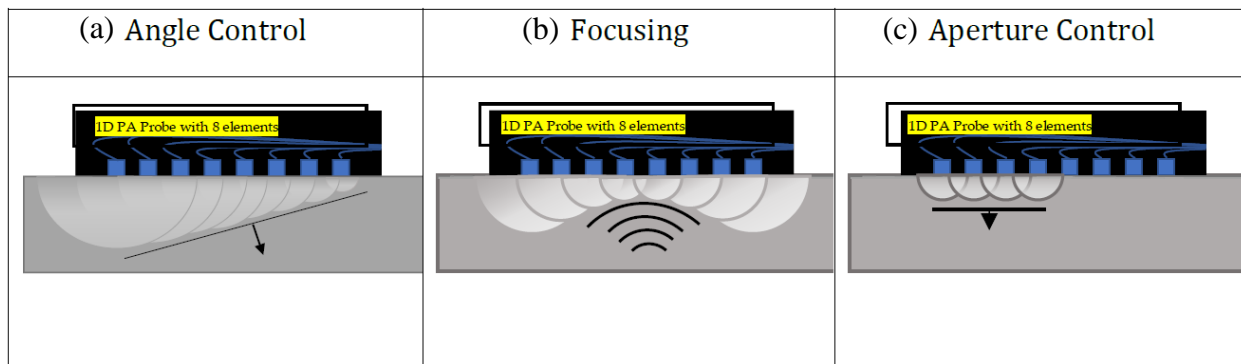 (a) Angle Control
(b) Focusing
(c) Aperture Control
1D PA Probe with 8 elements
1D PA Probe with 8 elements
1D PA Probe with 8 elements